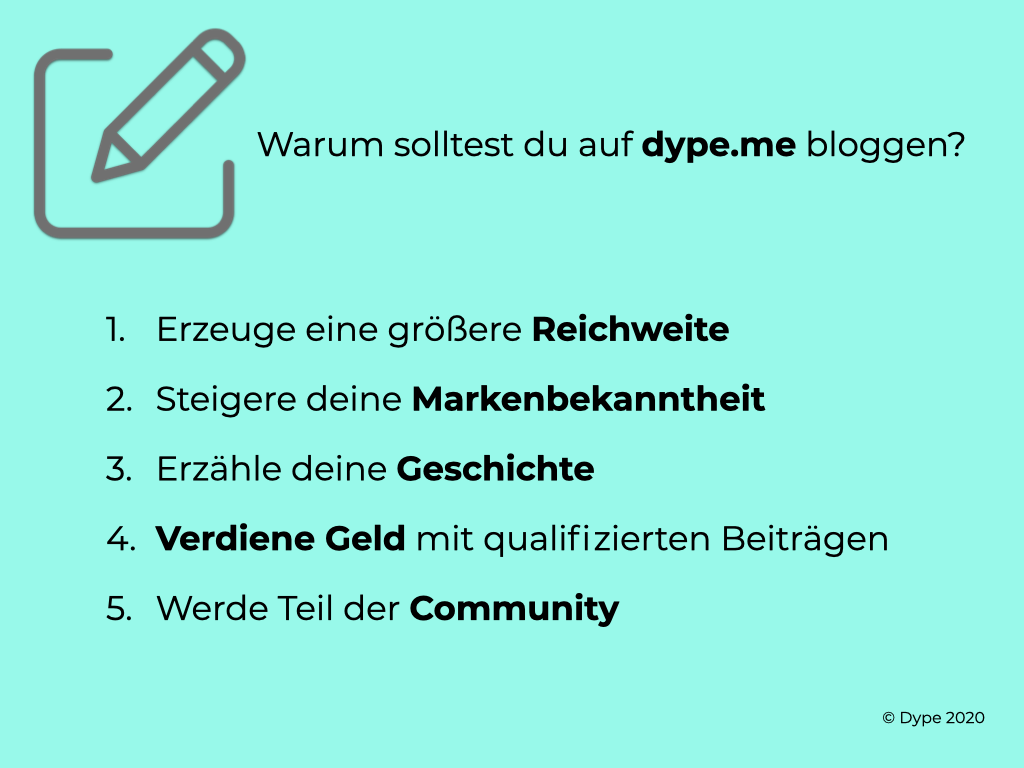 Warum solltest du auf dype.me bloggen?
1. Erzeuge eine größere Reichweite
2. Steigere deine Markenbekanntheit
3. Erzähle deine Geschichte
4. Verdiene Geld mit qualifizierten Beiträgen
5. Werde Teil der Community
© Dype 2020